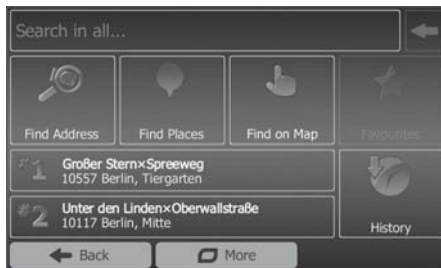 Search in all...
Find Address
Find Places
Find on Map
Favourites
#1 Großer Stern×Spreeweg
10557 Berlin, Tiergarten
#2 Unter den Linden×Oberwallstraße
10117 Berlin, Mitte
History
Back
More